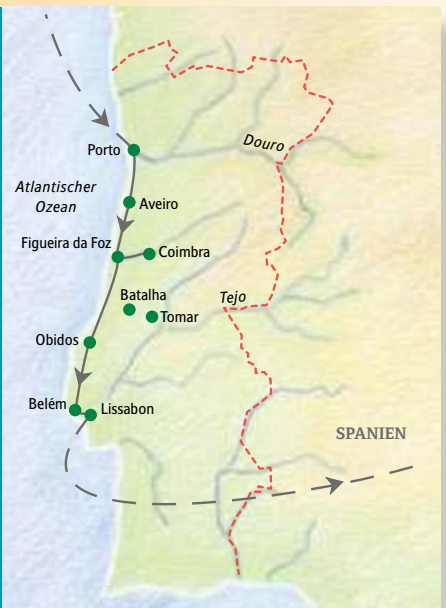 Douro
Porto
Atlantischer
Ozean
Aveiro
Figueira da Foz
Coimbra
Batalha
Tejo
Tomar
Obidos
Belém
Lissabon
SPANIEN